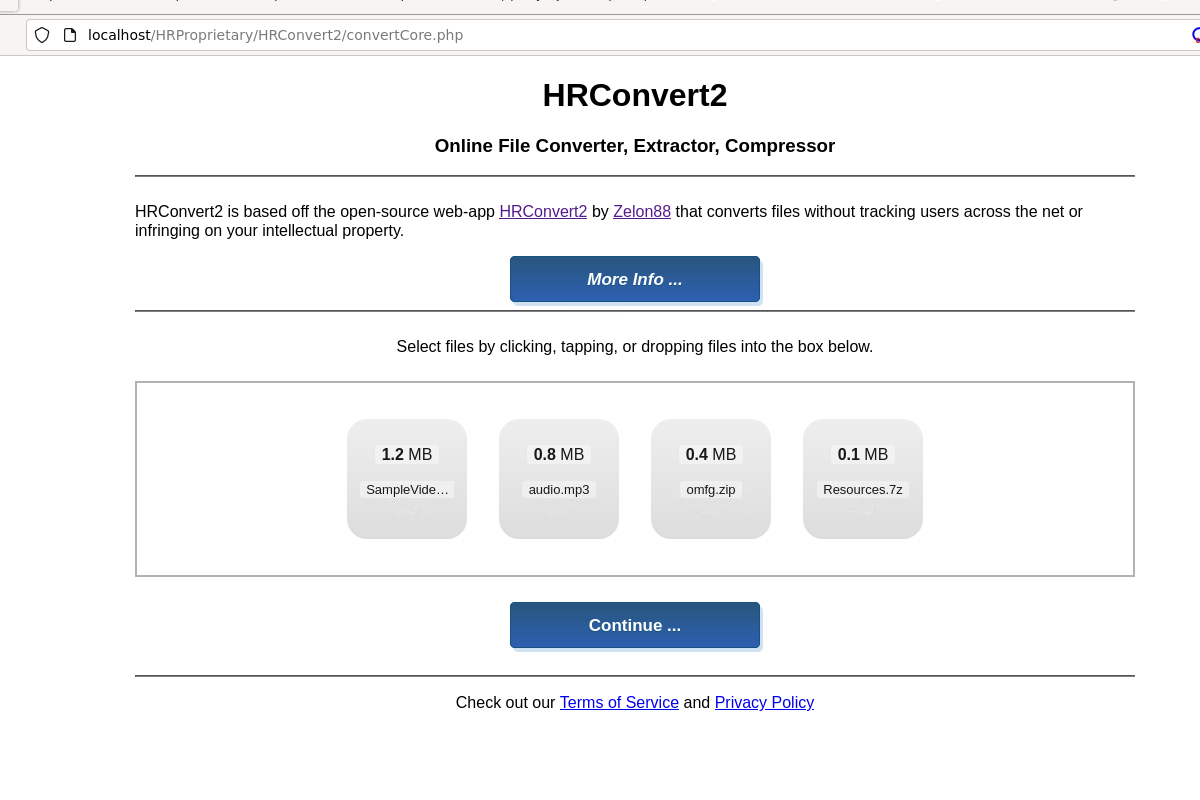 localhost/HRProprietary/HRConvert2/convertCore.php
HRConvert2
Online File Converter, Extractor, Compressor
HRConvert2 is based off the open-source web-app HRConvert2 by Zelon88 that converts files without tracking users across the net or
infringing on your intellectual property.
More Info ...
Select files by clicking, tapping, or dropping files into the box below.
1.2 MB 0.8 MB 0.4 MB 0.1 MB
SampleVide… audio.mp3 omfg.zip Resources.7z
Continue ...
Check out our Terms of Service and Privacy Policy